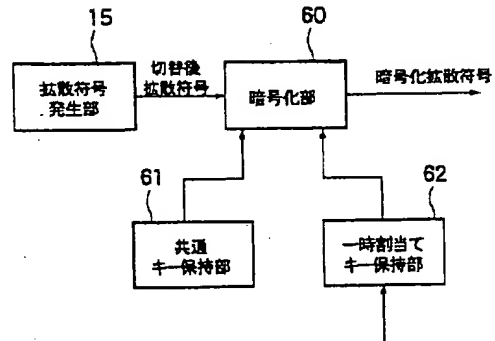 15
60
拡散符号
発生部
切替後
拡散符号
暗号化部
暗号化拡散符号
61
62
共通
キー保持部
一時割当て
キー保持部